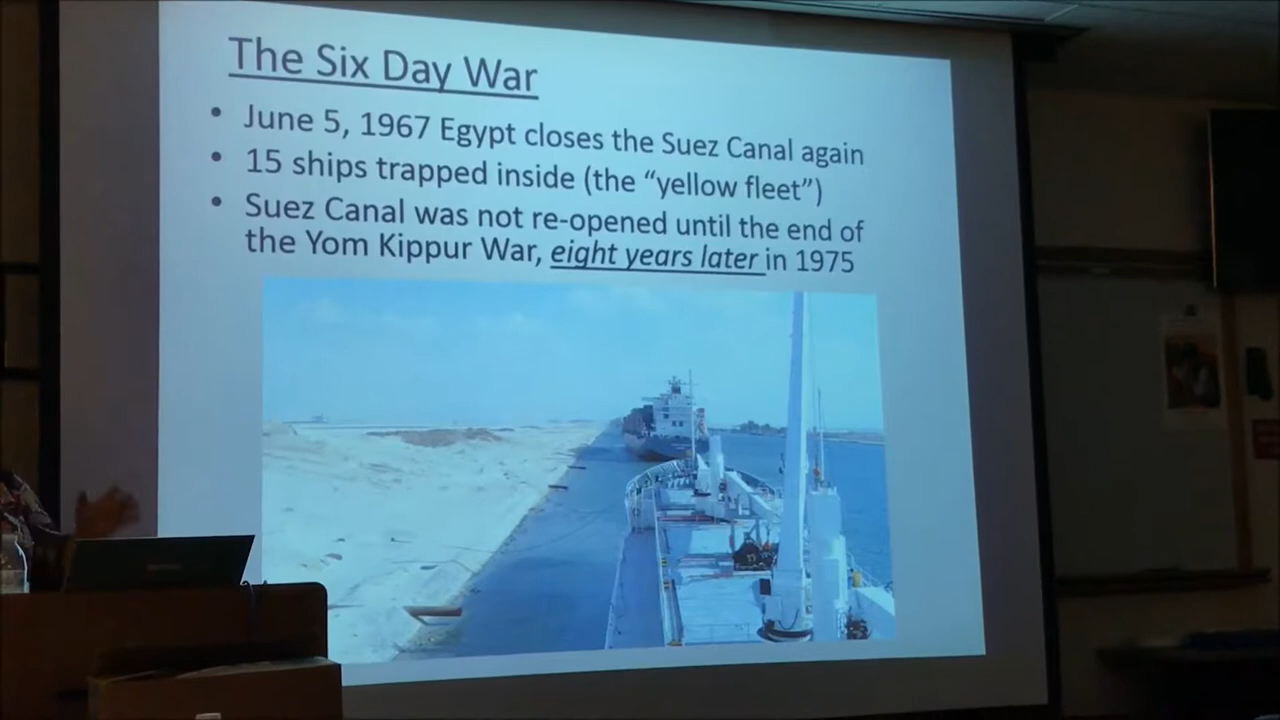 The Six Day War
• June 5, 1967 Egypt closes the Suez Canal again
• 15 ships trapped inside (the “yellow fleet”)
• Suez Canal was not re-opened until the end of
the Yom Kippur War, eight years later in 1975